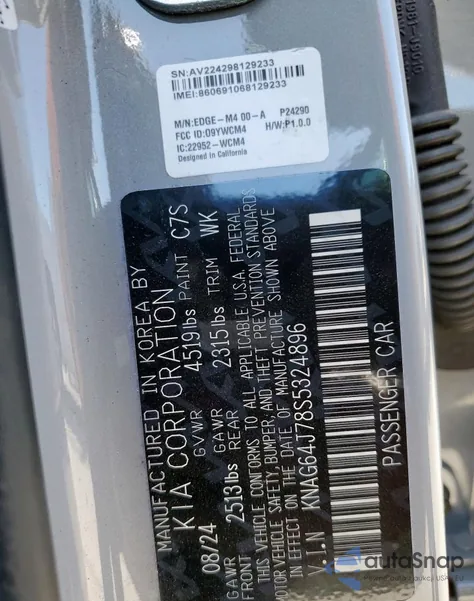 SN:AV224298129233
IMEI:860691068129233
M/N:EDGE-M4 00-A P24290
FCC ID:O9YWCM4 H/W:P1.0.0
IC:22952-WCM4
Designed in California
MANUFACTURED IN KOREA BY
KIA CORPORATION
08/24 GVWR 4519lbs PAINT C7S
GAWR 2513lbs GAWR 2315lbs TRIM WK
REAR
THIS VEHICLE CONFORMS TO ALL APPLICABLE U.S.A. FEDERAL
MOTOR VEHICLE SAFETY, BUMPER, AND THEFT PREVENTION STANDARDS
IN EFFECT ON THE DATE OF MANUFACTURE SHOWN ABOVE
V.I.N KNAG64J78S5324896
PASSENGER CAR
autoSnap